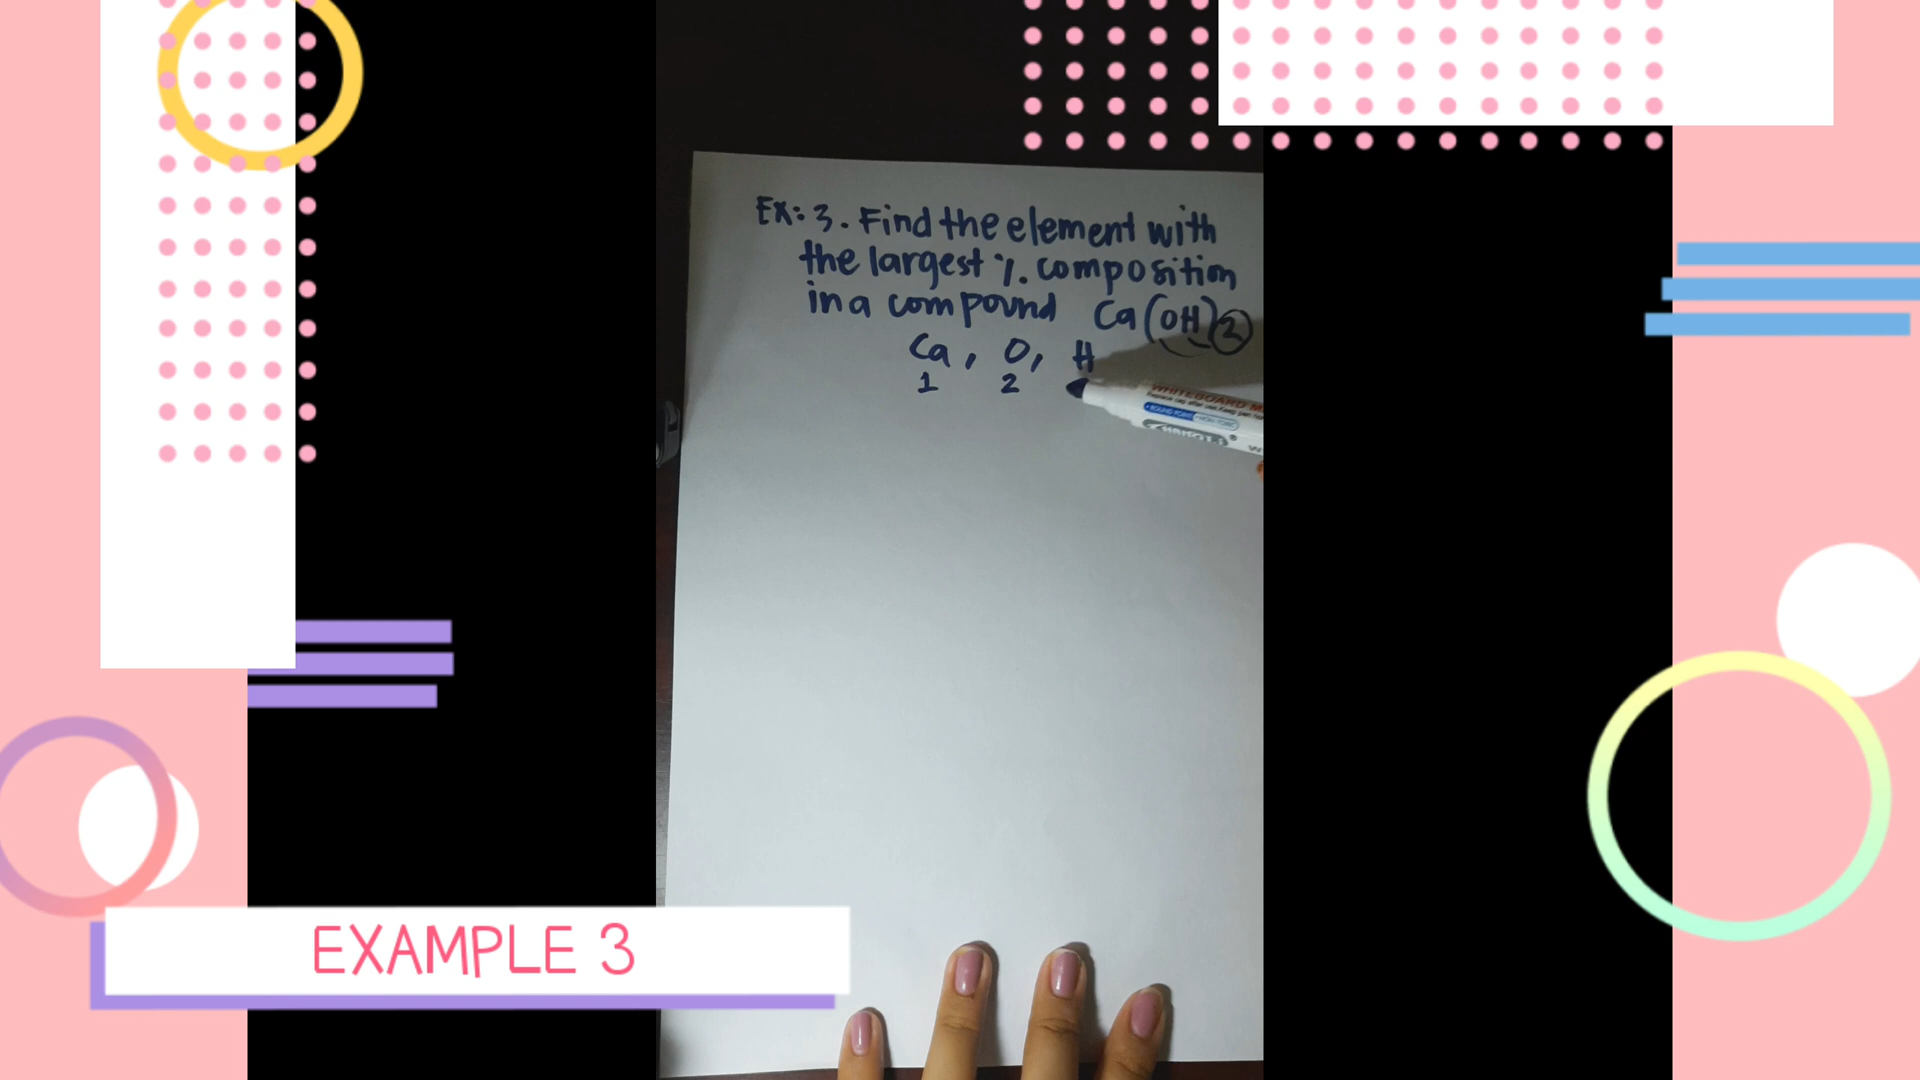 Ex: 3. Find the element with
the largest %. composition
in a compound Ca(OH)2
Ca, O, H
1 2
WHITEBOARD M
EXAMPLE 3